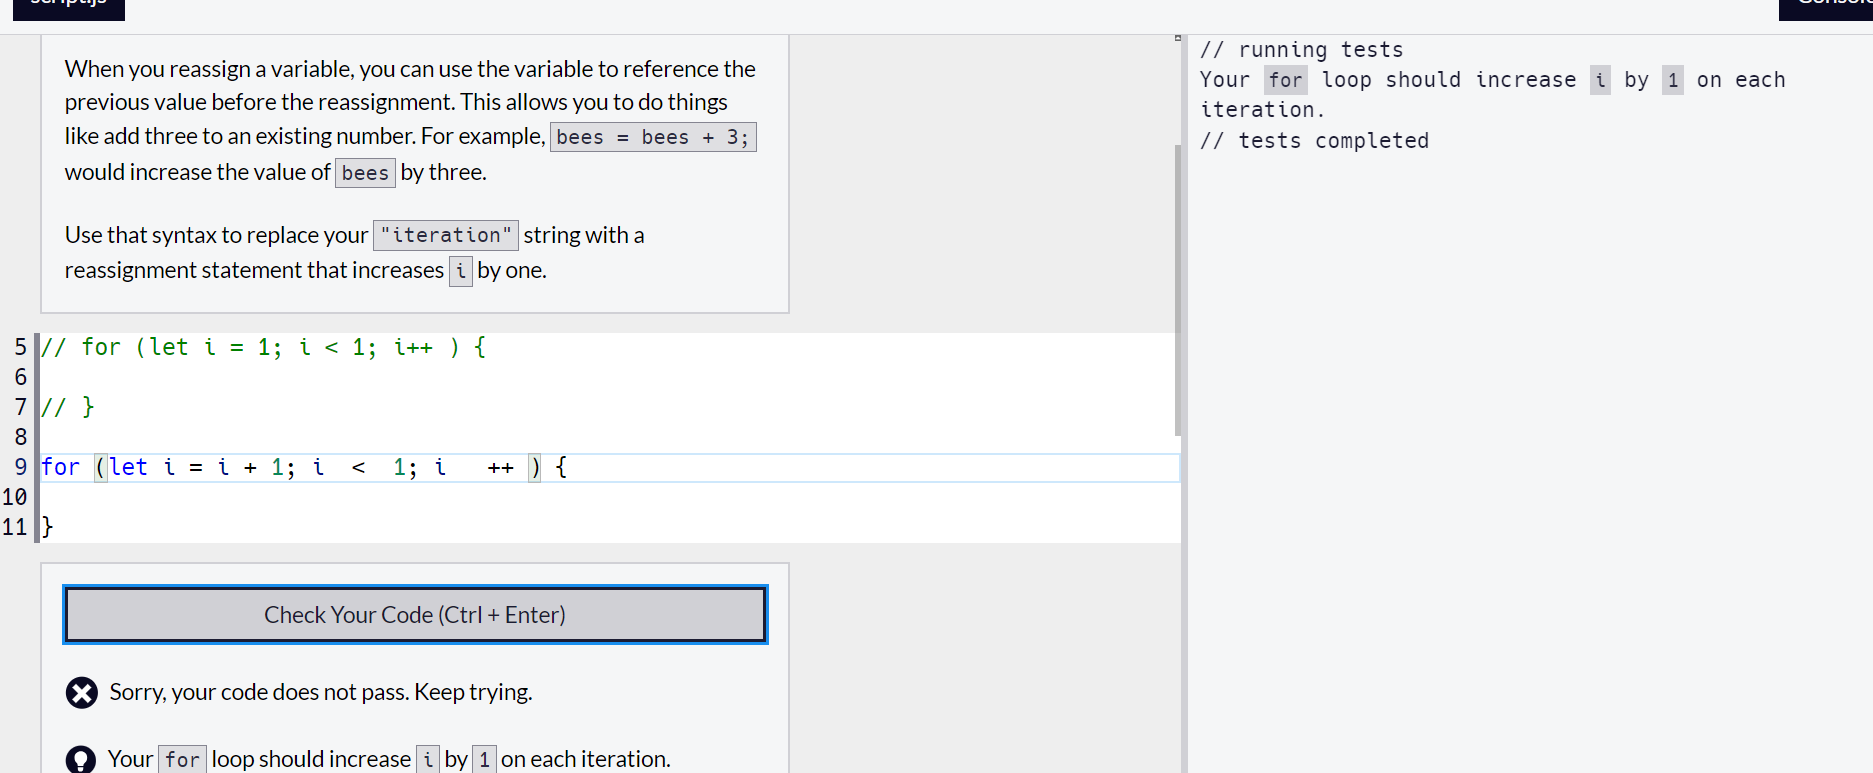 script.js
Console
When you reassign a variable, you can use the variable to reference the
previous value before the reassignment. This allows you to do things
like add three to an existing number. For example, bees = bees + 3;
would increase the value of bees by three.
Use that syntax to replace your "iteration" string with a
reassignment statement that increases i by one.
5 // for (let i = 1; i < 1; i++ ) {
6
7 // }
8
9 for (let i = i + 1; i  <  1; i   ++ ) {
10
11 }
Check Your Code (Ctrl + Enter)
Sorry, your code does not pass. Keep trying.
Your for loop should increase i by 1 on each iteration.
// running tests
Your for loop should increase i by 1 on each
iteration.
// tests completed